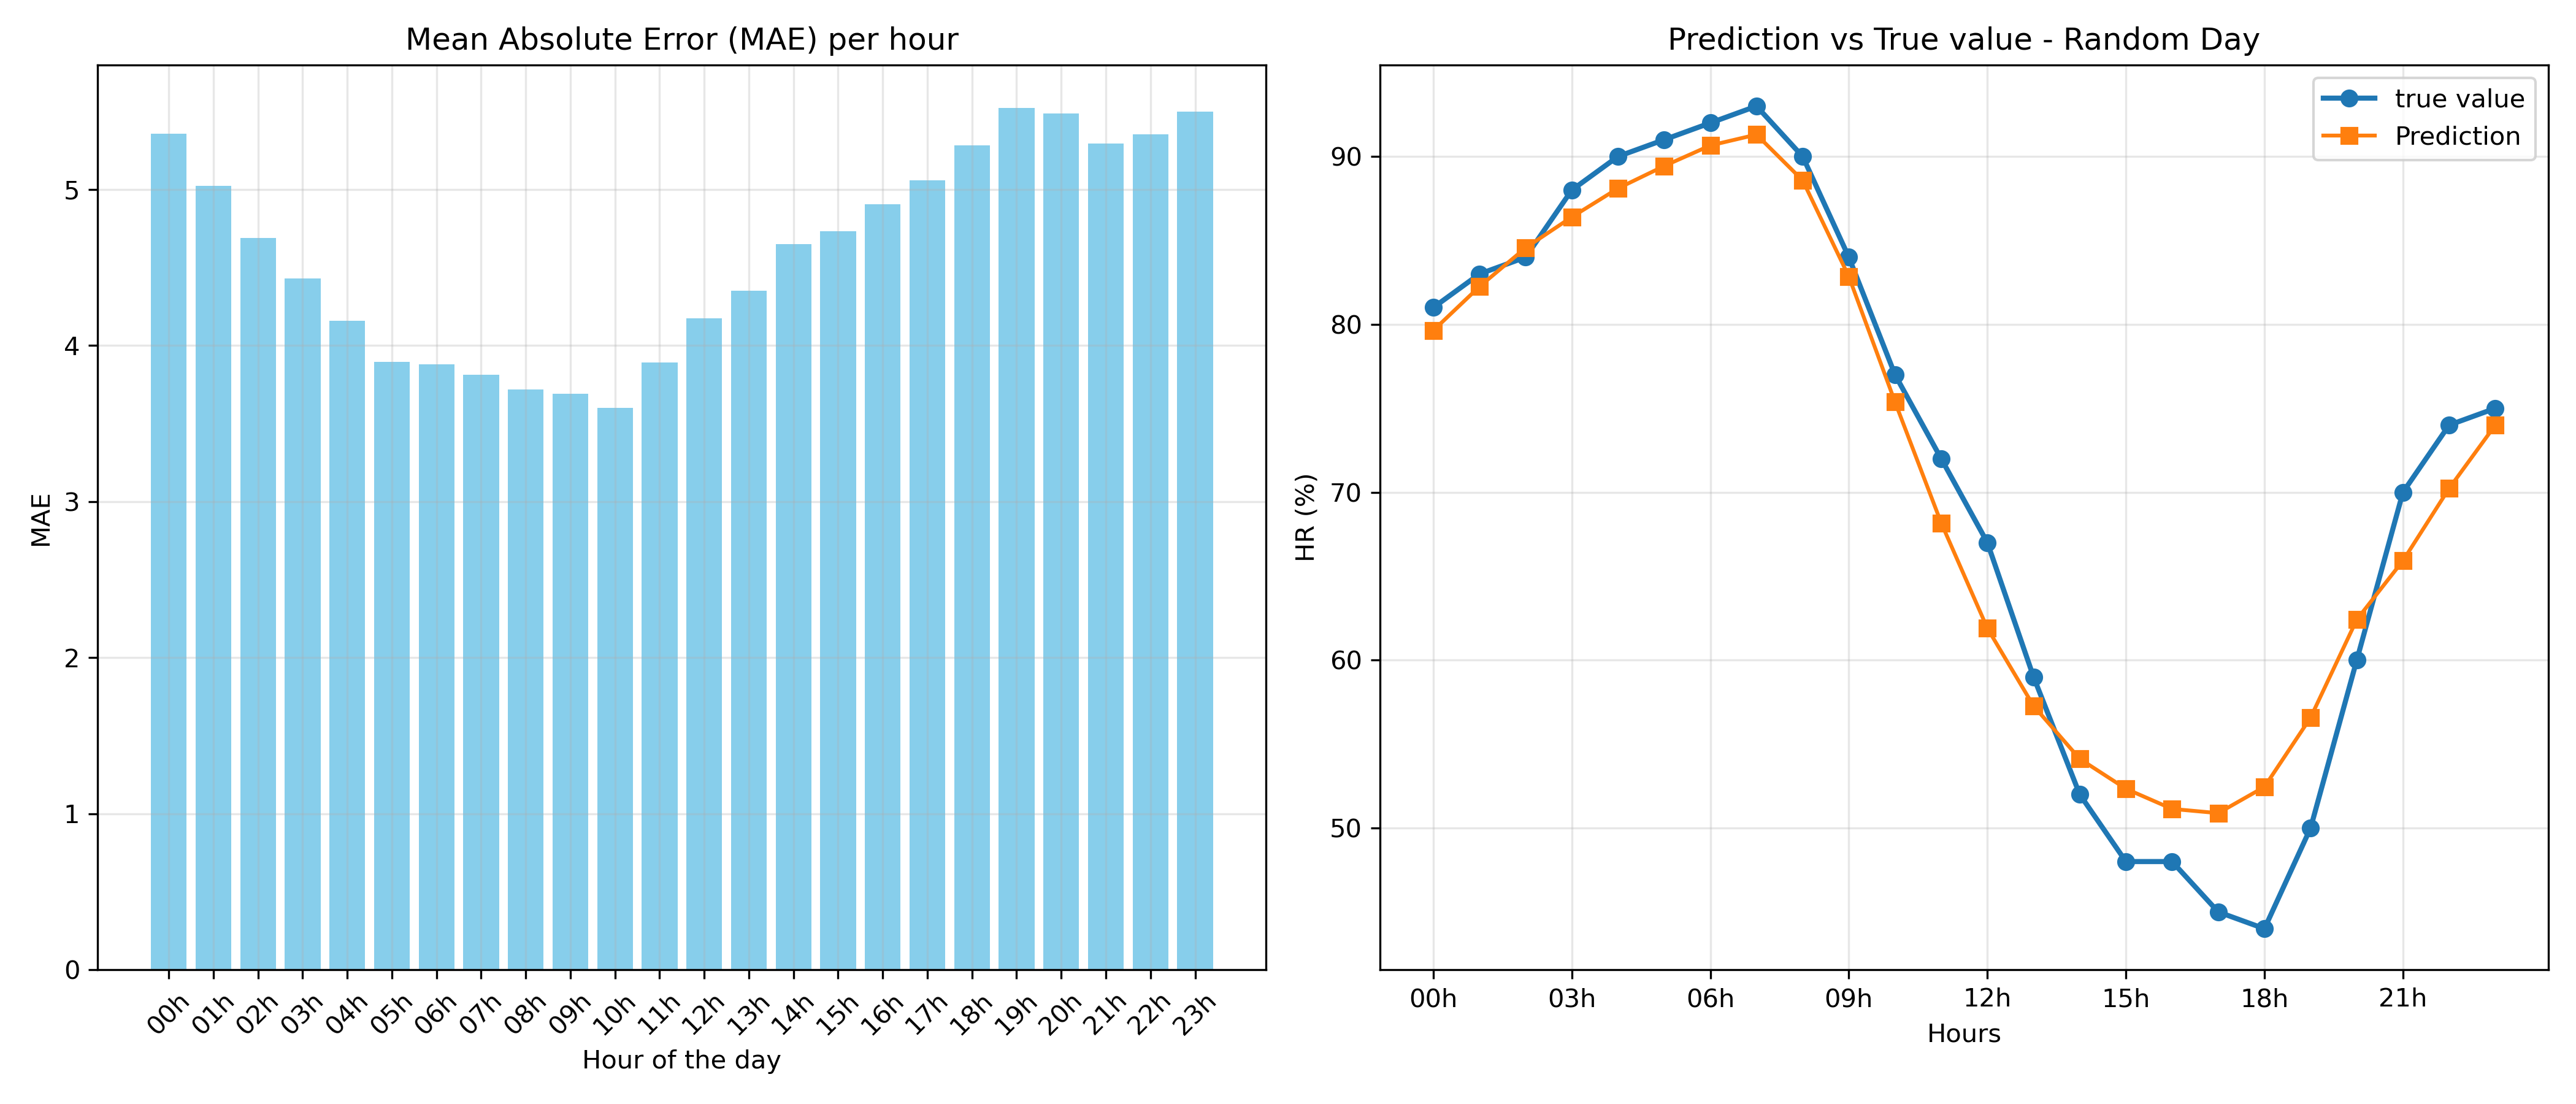 Mean Absolute Error (MAE) per hour
MAE
5
4
3
2
1
0
00h 01h 02h 03h 04h 05h 06h 07h 08h 09h 10h 11h 12h 13h 14h 15h 16h 17h 18h 19h 20h 21h 22h 23h
Hour of the day
Prediction vs True value - Random Day
true value
Prediction
HR (%)
90
80
70
60
50
00h 03h 06h 09h 12h 15h 18h 21h
Hours